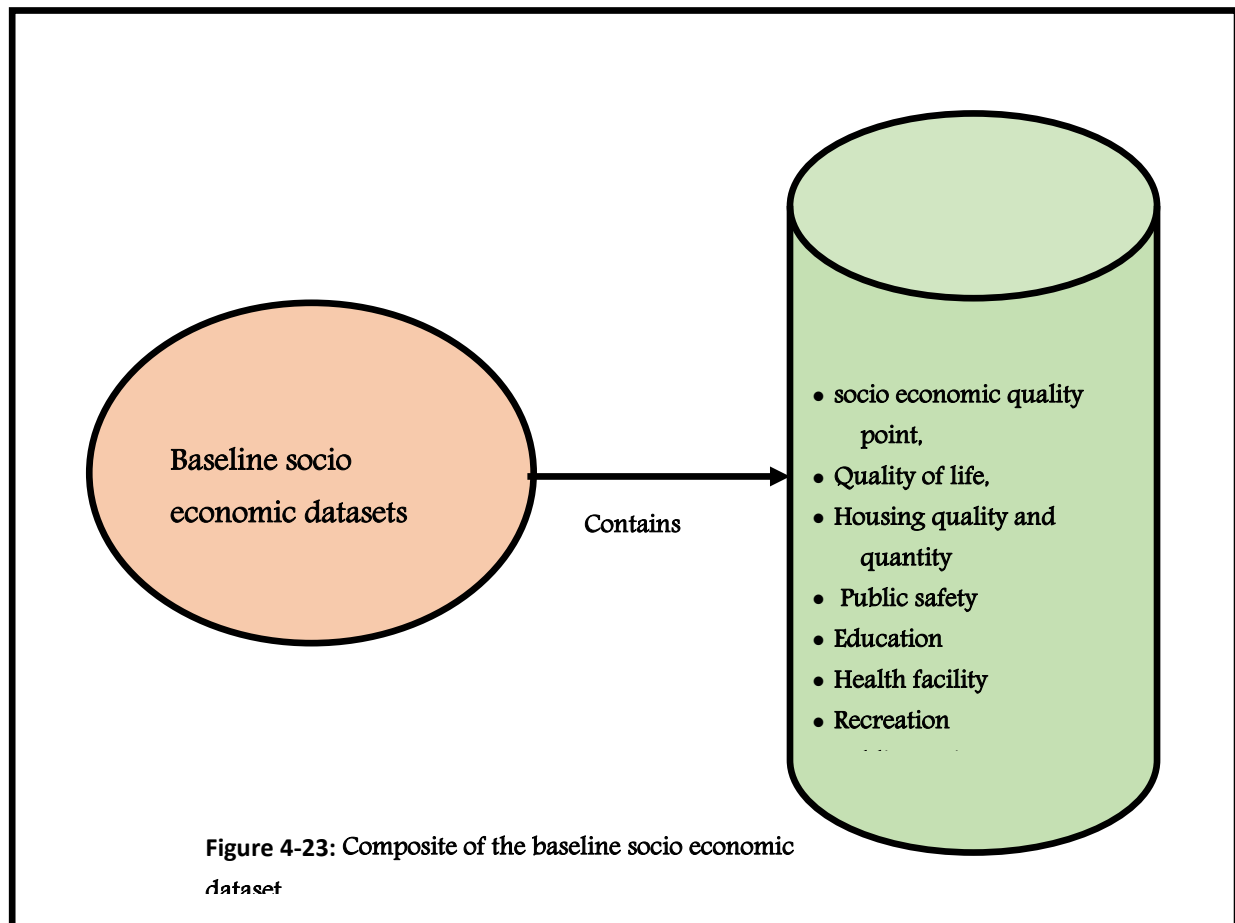 Baseline socio
economic datasets
Contains
• socio economic quality
point,
• Quality of life,
• Housing quality and
quantity
• Public safety
• Education
• Health facility
• Recreation
Figure 4-23: Composite of the baseline socio economic
dataset